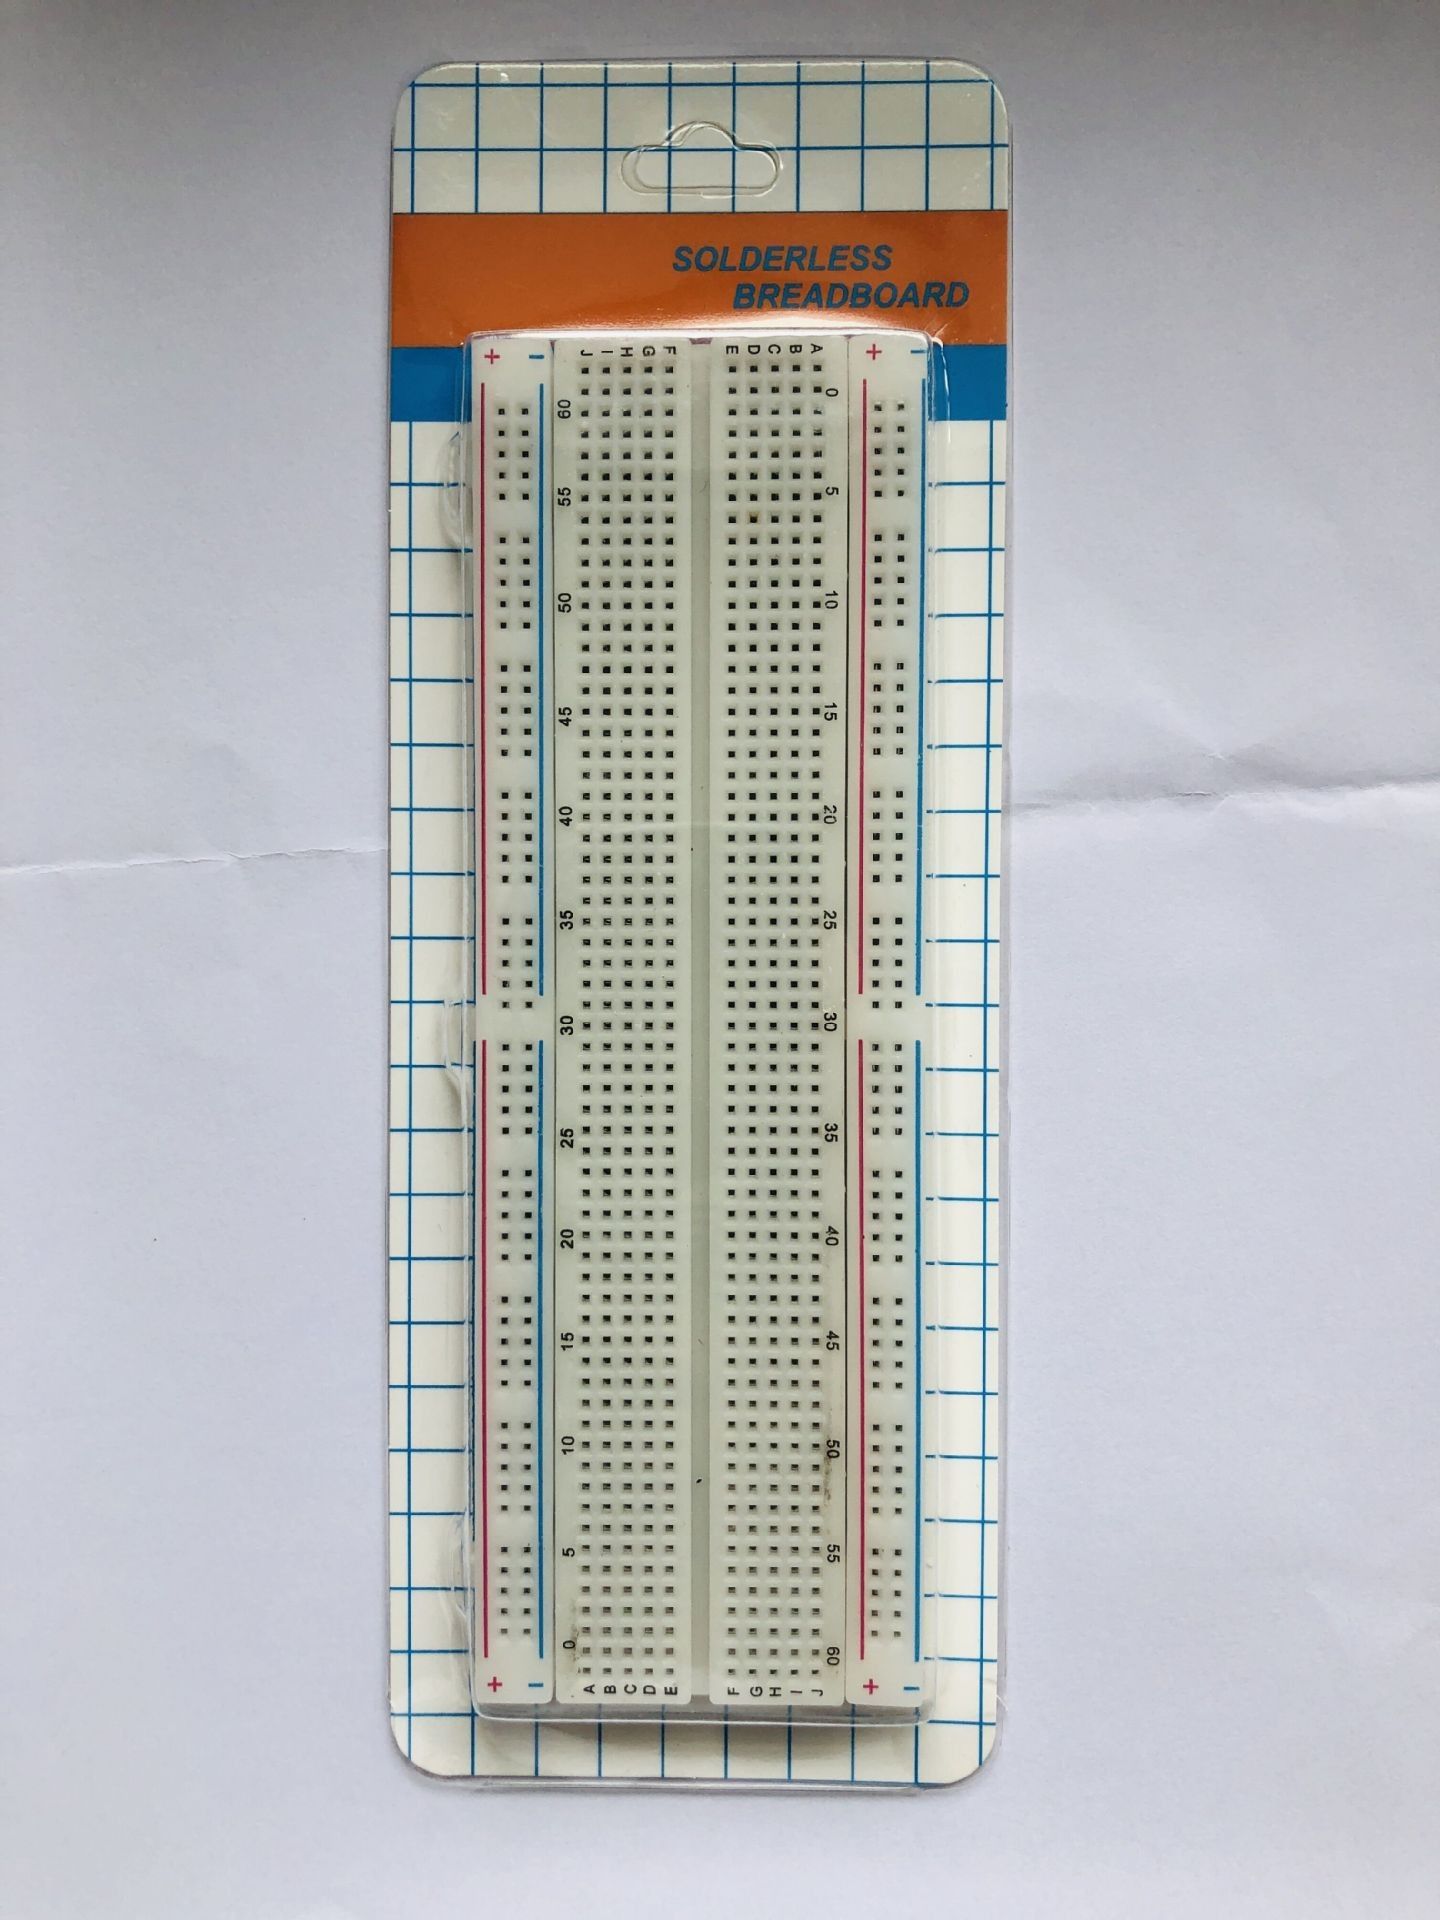 SOLDERLESS
BREADBOARD
+ −
J I H G F
E D C B A
+ −
60 55 50 45 40 35 30 25 20 15 10 5 0
0 5 10 15 20 25 30 35 40 45 50 55 60
+ −
A B C D E
F G H I J
+ −